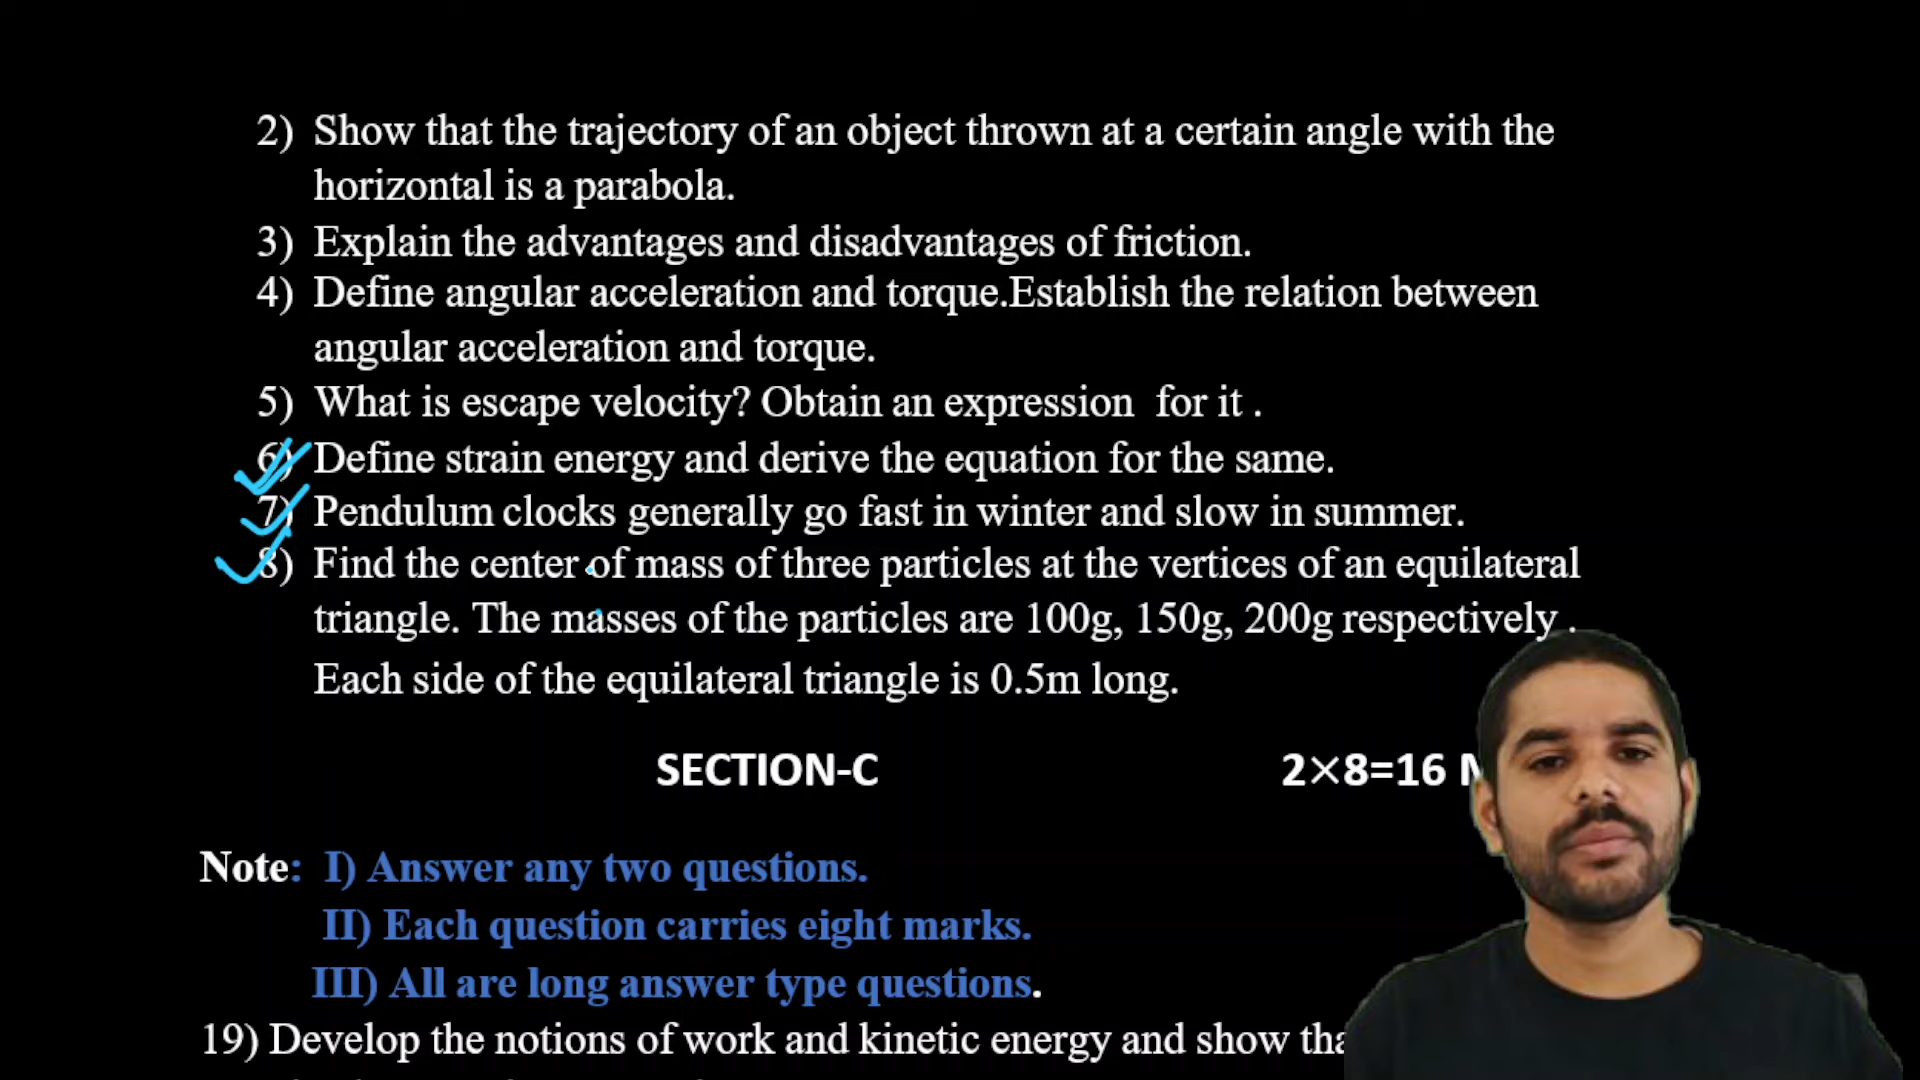 2) Show that the trajectory of an object thrown at a certain angle with the
horizontal is a parabola.
3) Explain the advantages and disadvantages of friction.
4) Define angular acceleration and torque.Establish the relation between
angular acceleration and torque.
5) What is escape velocity? Obtain an expression for it .
6) Define strain energy and derive the equation for the same.
7) Pendulum clocks generally go fast in winter and slow in summer.
8) Find the center of mass of three particles at the vertices of an equilateral
triangle. The masses of the particles are 100g, 150g, 200g respectively .
Each side of the equilateral triangle is 0.5m long.
SECTION-C 2×8=16
Note: I) Answer any two questions.
II) Each question carries eight marks.
III) All are long answer type questions.
19) Develop the notions of work and kinetic energy and show